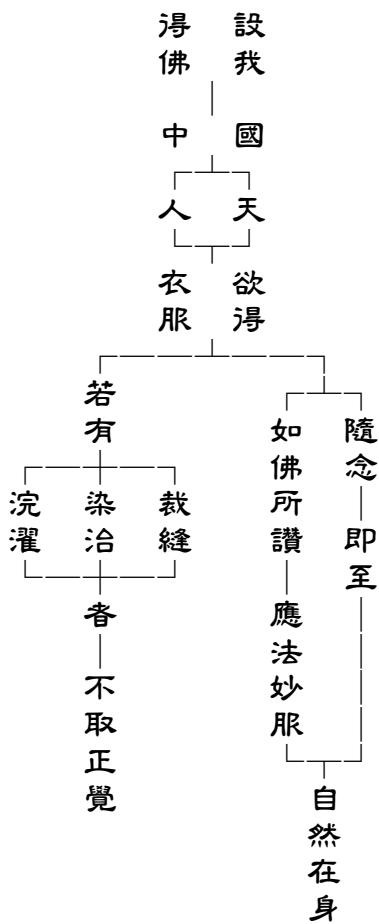 設我得佛
國中
天
人
欲得衣服
隨念
即至
如佛所讚
應法妙服
自然在身
若有
裁縫
染治
浣濯
者
不取正覺